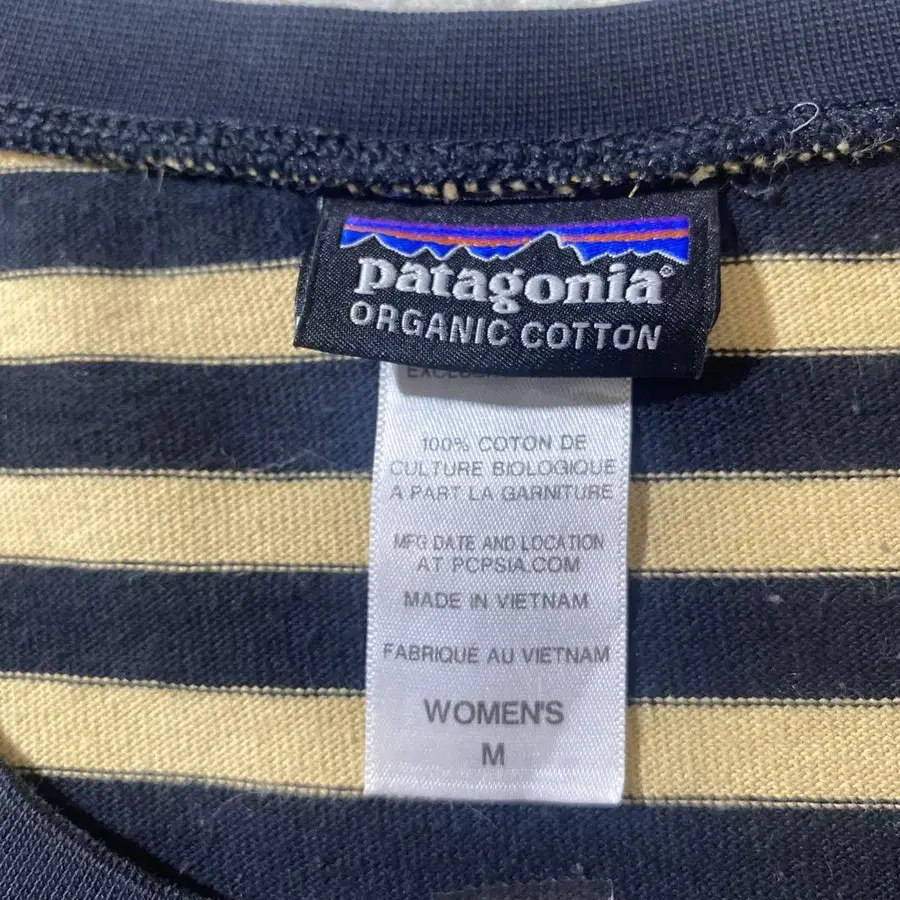 patagonia®
ORGANIC COTTON
100% COTON DE
CULTURE BIOLOGIQUE
A PART LA GARNITURE
MFG DATE AND LOCATION
AT PCPSIA.COM
MADE IN VIETNAM
FABRIQUÉ AU VIETNAM
WOMEN'S
M